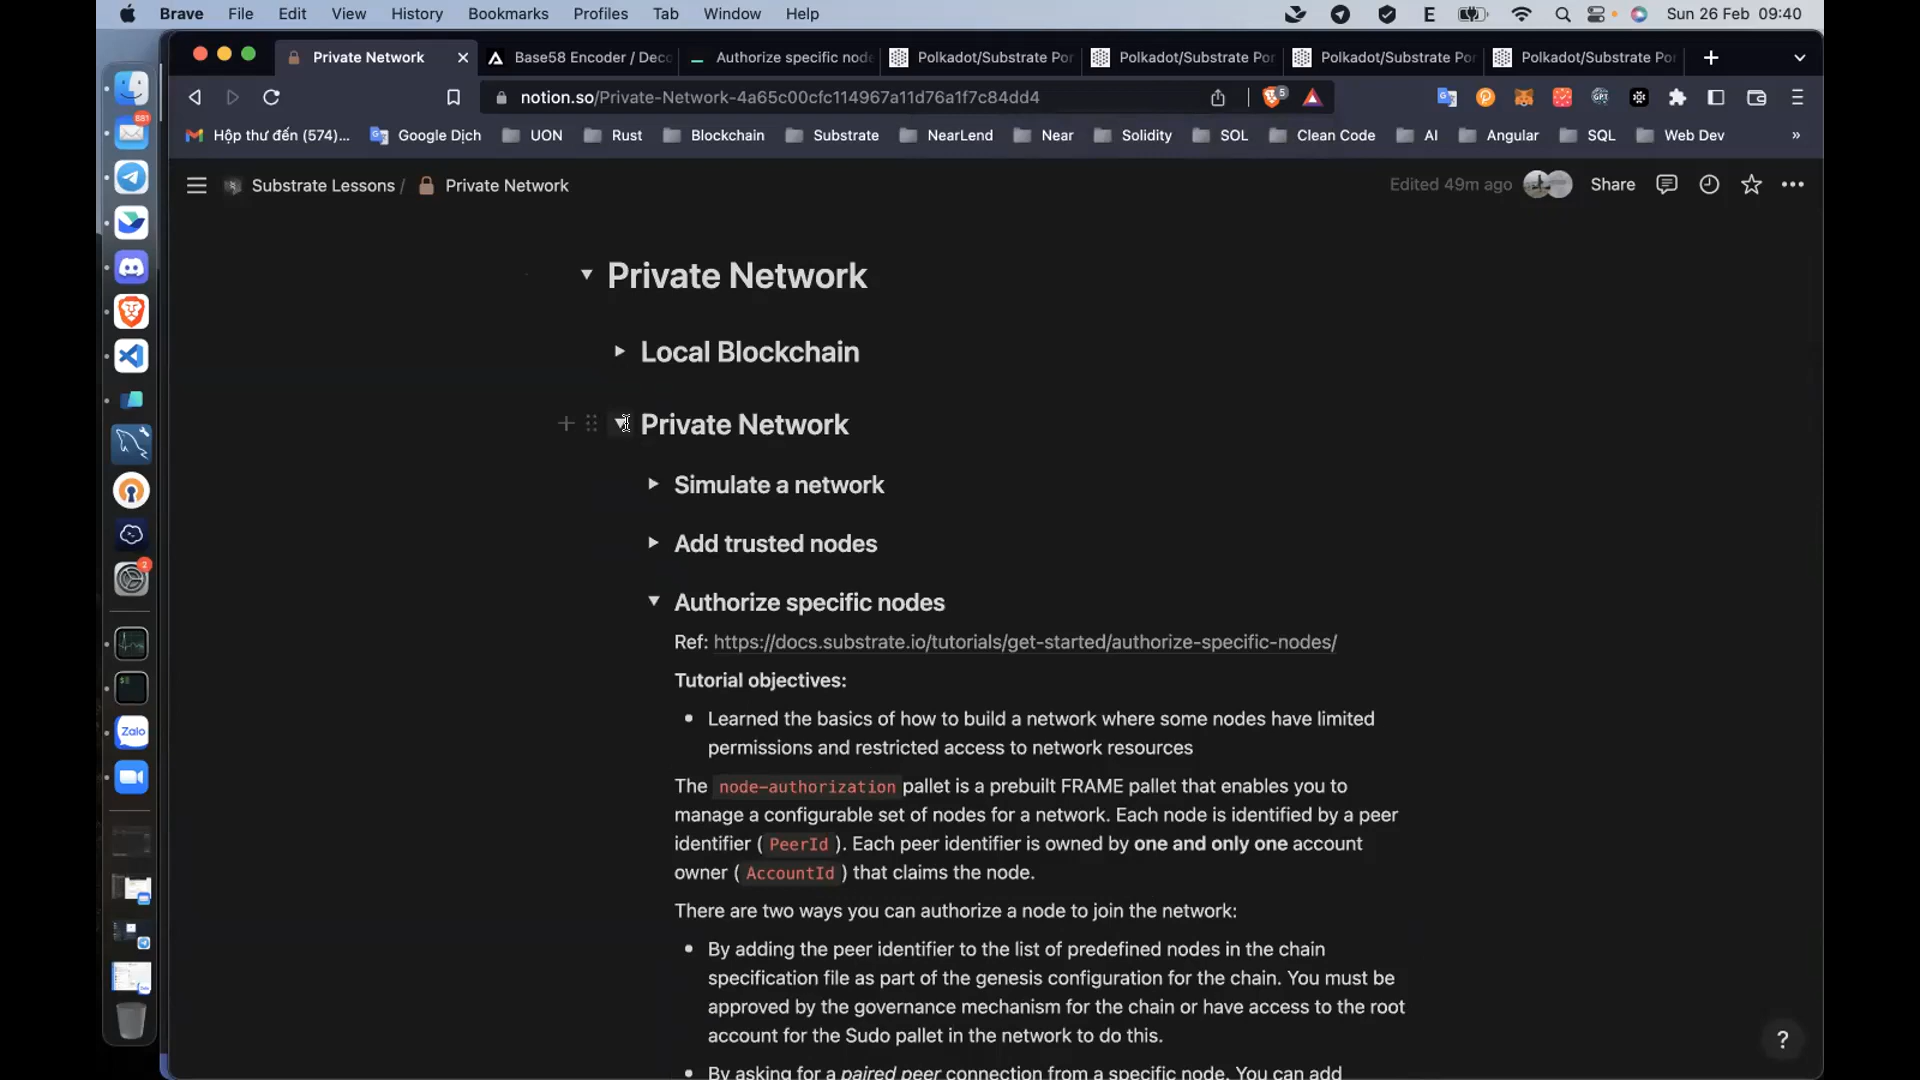 Brave File Edit View History Bookmarks Profiles Tab Window Help
E Sun 26 Feb 09:40
Private Network
Base58 Encoder / Deco
Authorize specific node
Polkadot/Substrate Por
Polkadot/Substrate Por
Polkadot/Substrate Por
Polkadot/Substrate Por
notion.so/Private-Network-4a65c00cfc114967a11d76a1f7c84dd4
5
GPT
Hộp thư đến (574)... Google Dịch UON Rust Blockchain Substrate NearLend Near Solidity SOL Clean Code AI Angular SQL Web Dev »
Substrate Lessons / Private Network
Edited 49m ago Share
881
2
Zalo
Private Network
Local Blockchain
Private Network
Simulate a network
Add trusted nodes
Authorize specific nodes
Ref: https://docs.substrate.io/tutorials/get-started/authorize-specific-nodes/
Tutorial objectives:
Learned the basics of how to build a network where some nodes have limited
permissions and restricted access to network resources
The node-authorization pallet is a prebuilt FRAME pallet that enables you to
manage a configurable set of nodes for a network. Each node is identified by a peer
identifier ( PeerId ). Each peer identifier is owned by one and only one account
owner ( AccountId ) that claims the node.
There are two ways you can authorize a node to join the network:
By adding the peer identifier to the list of predefined nodes in the chain
specification file as part of the genesis configuration for the chain. You must be
approved by the governance mechanism for the chain or have access to the root
account for the Sudo pallet in the network to do this.
By asking for a paired peer connection from a specific node. You can add
?